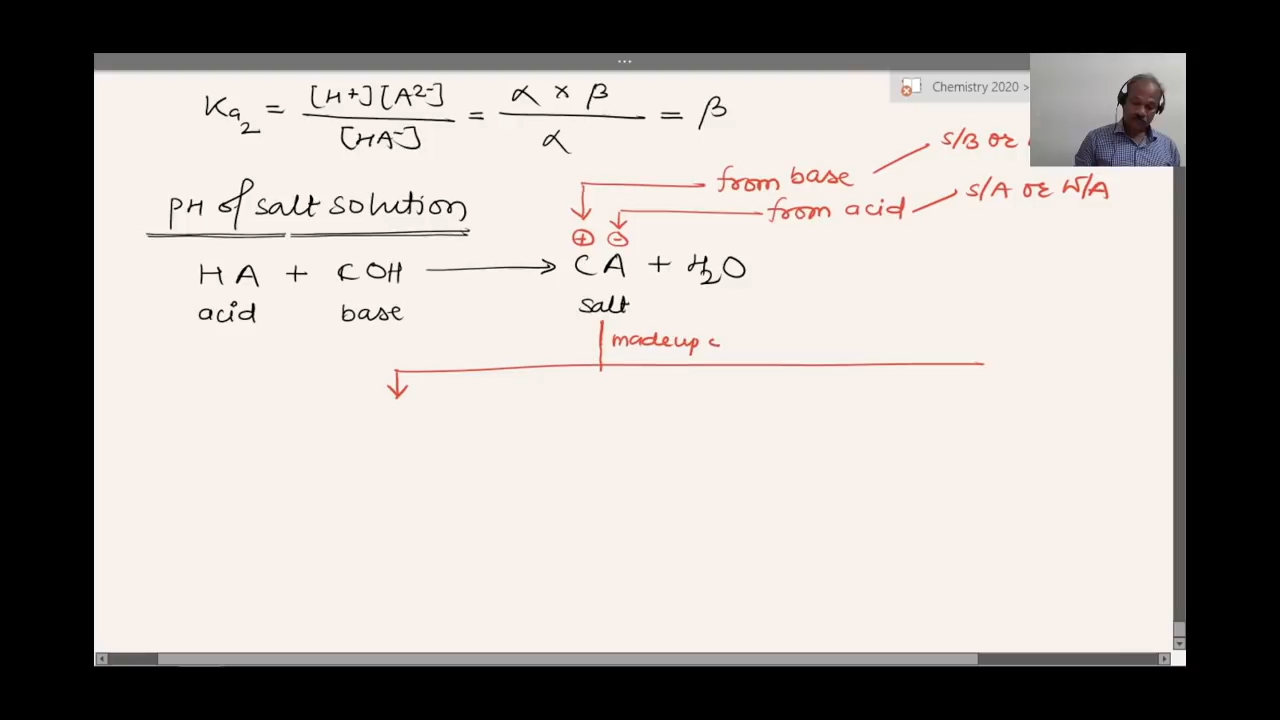 Ka2 = [H+][A2-] / [HA-] = α × β / α = β
Chemistry 2020 >
S/B or
from base
S/A or W/A
from acid
PH of salt solution
⊕ ⊖
HA + COH ⟶ CA + H2O
acid base salt
madeup